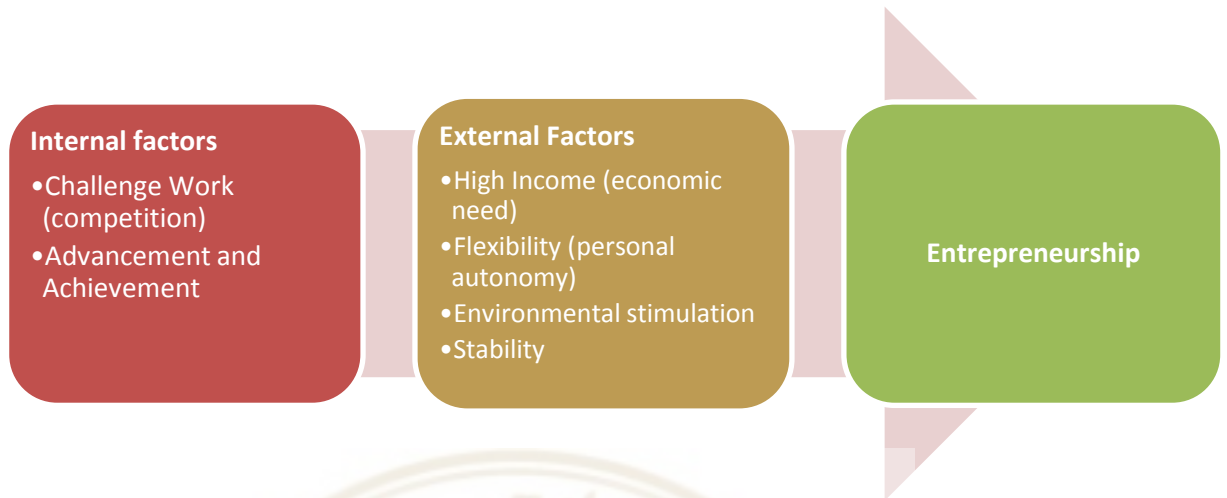 Internal factors
•Challenge Work
(competition)
•Advancement and
Achievement
External Factors
•High Income (economic
need)
•Flexibility (personal
autonomy)
•Environmental stimulation
•Stability
Entrepreneurship